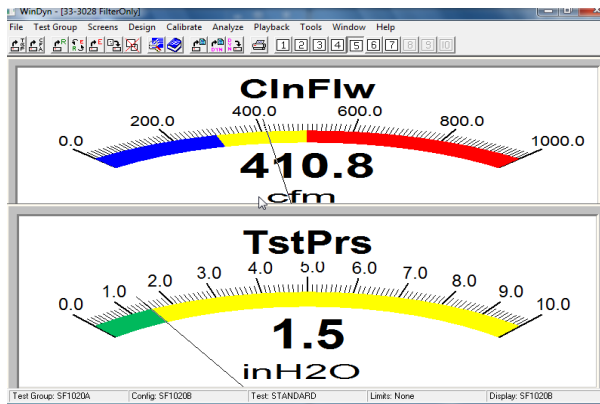 WinDyn - [33-3028 FilterOnly]
File Test Group Screens Design Calibrate Analyze Playback Tools Window Help
1 2 3 4 5 6 7 8 9 10
ClnFlw
0.0 200.0 400.0 600.0 800.0 1000.0
410.8
cfm
TstPrs
0.0 1.0 2.0 3.0 4.0 5.0 6.0 7.0 8.0 9.0 10.0
1.5
inH2O
Test Group: SF1020A Config: SF1020B Test: STANDARD Limits: None Display: SF1020B